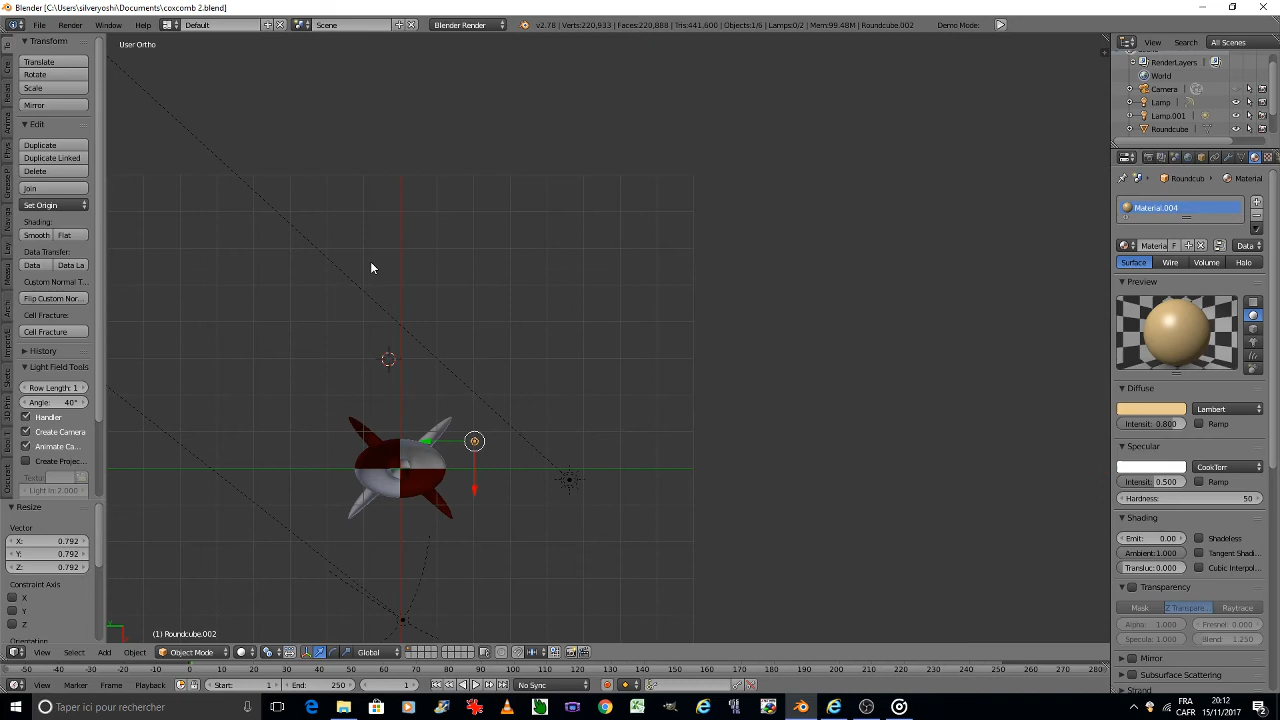 Blender [C:\Users\silveryoshi\Documents\coxcomb 2.blend]
File Render Window Help Default Scene Blender Render v2.78 | Verts:220,933 | Faces:220,888 | Tris:441,600 | Objects:1/6 | Lamps:0/2 | Mem:99.48M | Roundcube.002 Demo Mode:
User Ortho
Transform
Translate
Rotate
Scale
Mirror
Edit
Duplicate
Duplicate Linked
Delete
Join
Set Origin
Shading:
Smooth Flat
Data Transfer:
Data Data La
Custom Normal T...
Flip Custom Nor...
Cell Fracture:
Cell Fracture
History
Light Field Tools
Row Length: 1
Angle: 40°
Handler
Create Camera
Animate Ca...
Create Projec...
Textu
Light In:2.000
Resize
Vector
X: 0.792
Y: 0.792
Z: 0.792
Constraint Axis
X
Y
Z
Orientation
(1) Roundcube.002
View Select Add Object Object Mode Global
-50 -40 -30 -20 -10 0 10 20 30 40 50 60 70 80 90 100 110 120 130 140 150 160 170 180 190 200 210 220 230 240 250 260 270 280
View Marker Frame Playback Start: 1 End: 250 1 No Sync
View Search All Scenes
RenderLayers
World
Camera
Lamp
Lamp.001
Roundcube
Roundcub Material
Material.004
Materia F Data
Surface Wire Volume Halo
Preview
Diffuse
Lambert
Intensit: 0.800 Ramp
Specular
CookTorr
Intensit: 0.500 Ramp
Hardness: 50
Shading
Emit: 0.00 Shadeless
Ambient:1.000 Tangent Shadi...
Transluc:0.000 Cubic Interpol...
Transparency
Mask Z Transpare... Raytrace
Alpha: 1.000 Fresnel: 0.000
Specula: 1.000 Blend: 1.250
Mirror
Subsurface Scattering
Strand
Taper ici pour rechercher
FRA
CAFR
20:12
15/11/2017